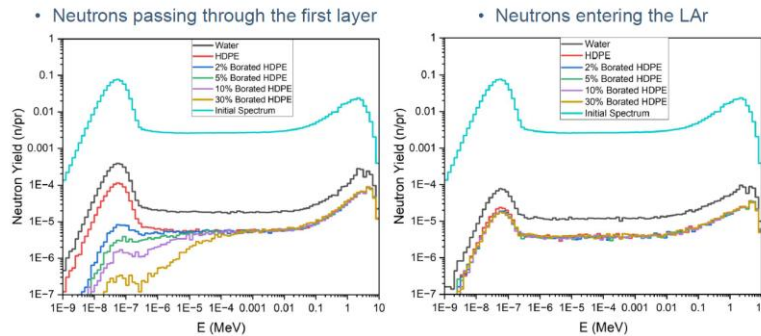 • Neutrons passing through the first layer
Water
HDPE
2% Borated HDPE
5% Borated HDPE
10% Borated HDPE
30% Borated HDPE
Initial Spectrum
Neutron Yield (n/pr)
1
0.1
0.01
0.001
1E-4
1E-5
1E-6
1E-7
1E-9 1E-8 1E-7 1E-6 1E-5 1E-4 0.001 0.01 0.1 1 10
E (MeV)
• Neutrons entering the LAr
Water
HDPE
2% Borated HDPE
5% Borated HDPE
10% Borated HDPE
30% Borated HDPE
Initial Spectrum
Neutron Yield (n/pr)
1
0.1
0.01
0.001
1E-4
1E-5
1E-6
1E-7
1E-9 1E-8 1E-7 1E-6 1E-5 1E-4 0.001 0.01 0.1 1 10
E (MeV)